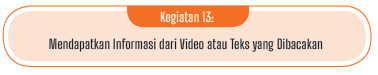 Kegiatan 13:
Mendapatkan Informasi dari Video atau Teks yang Dibacakan